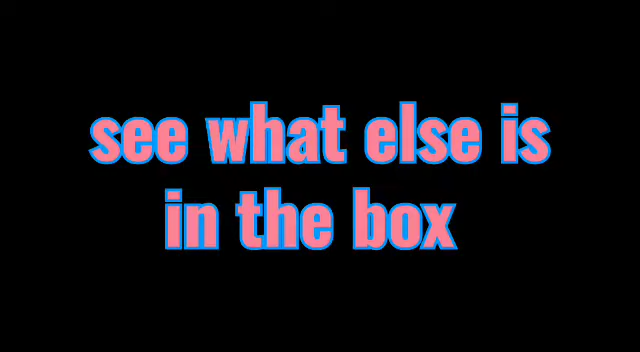 see what else is
in the box